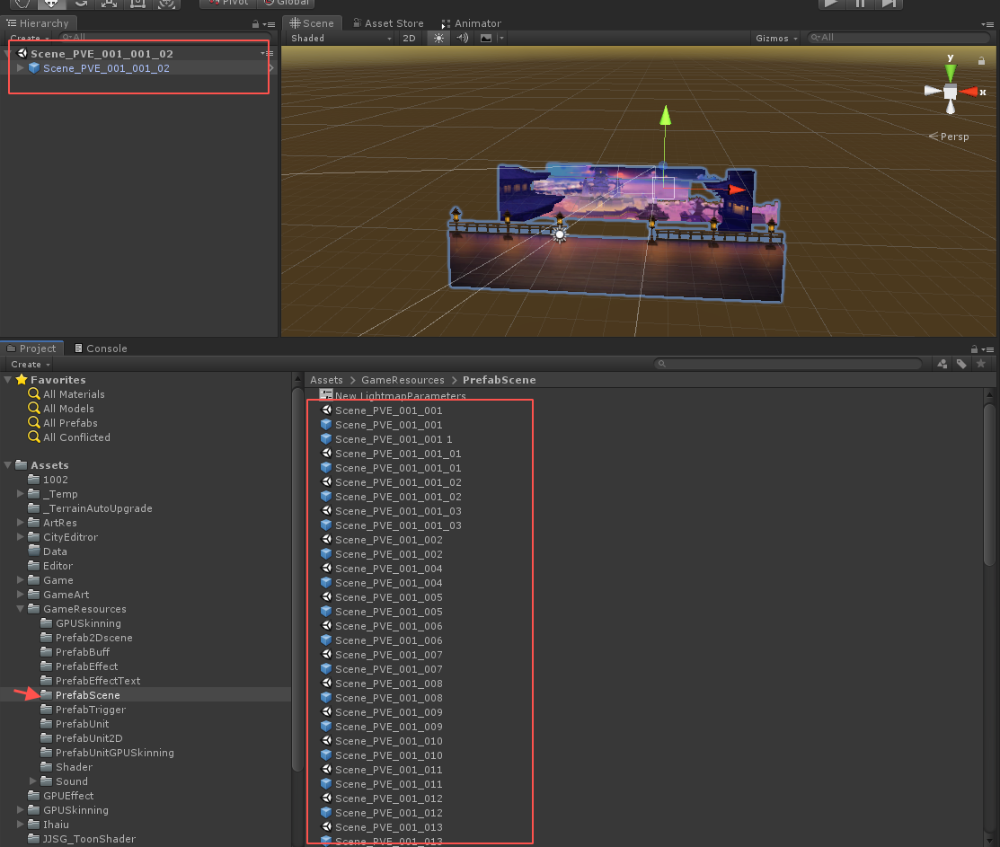 Pivot Global
Hierarchy
Create All
Scene_PVE_001_001_02
Scene_PVE_001_001_02
Scene Asset Store Animator
Shaded 2D Gizmos All
y
x
Persp
Project Console
Create
Favorites
All Materials
All Models
All Prefabs
All Conflicted
Assets
1002
_Temp
_TerrainAutoUpgrade
ArtRes
CityEditror
Data
Editor
Game
GameArt
GameResources
GPUSkinning
Prefab2Dscene
PrefabBuff
PrefabEffect
PrefabEffectText
PrefabScene
PrefabTrigger
PrefabUnit
PrefabUnit2D
PrefabUnitGPUSkinning
Shader
Sound
GPUEffect
GPUSkinning
Ihaiu
JJSG_ToonShader
Assets > GameResources > PrefabScene
New LightmapParameters
Scene_PVE_001_001
Scene_PVE_001_001
Scene_PVE_001_001 1
Scene_PVE_001_001_01
Scene_PVE_001_001_01
Scene_PVE_001_001_02
Scene_PVE_001_001_02
Scene_PVE_001_001_03
Scene_PVE_001_001_03
Scene_PVE_001_002
Scene_PVE_001_002
Scene_PVE_001_004
Scene_PVE_001_004
Scene_PVE_001_005
Scene_PVE_001_005
Scene_PVE_001_006
Scene_PVE_001_006
Scene_PVE_001_007
Scene_PVE_001_007
Scene_PVE_001_008
Scene_PVE_001_008
Scene_PVE_001_009
Scene_PVE_001_009
Scene_PVE_001_010
Scene_PVE_001_010
Scene_PVE_001_011
Scene_PVE_001_011
Scene_PVE_001_012
Scene_PVE_001_012
Scene_PVE_001_013
Scene_PVE_001_013